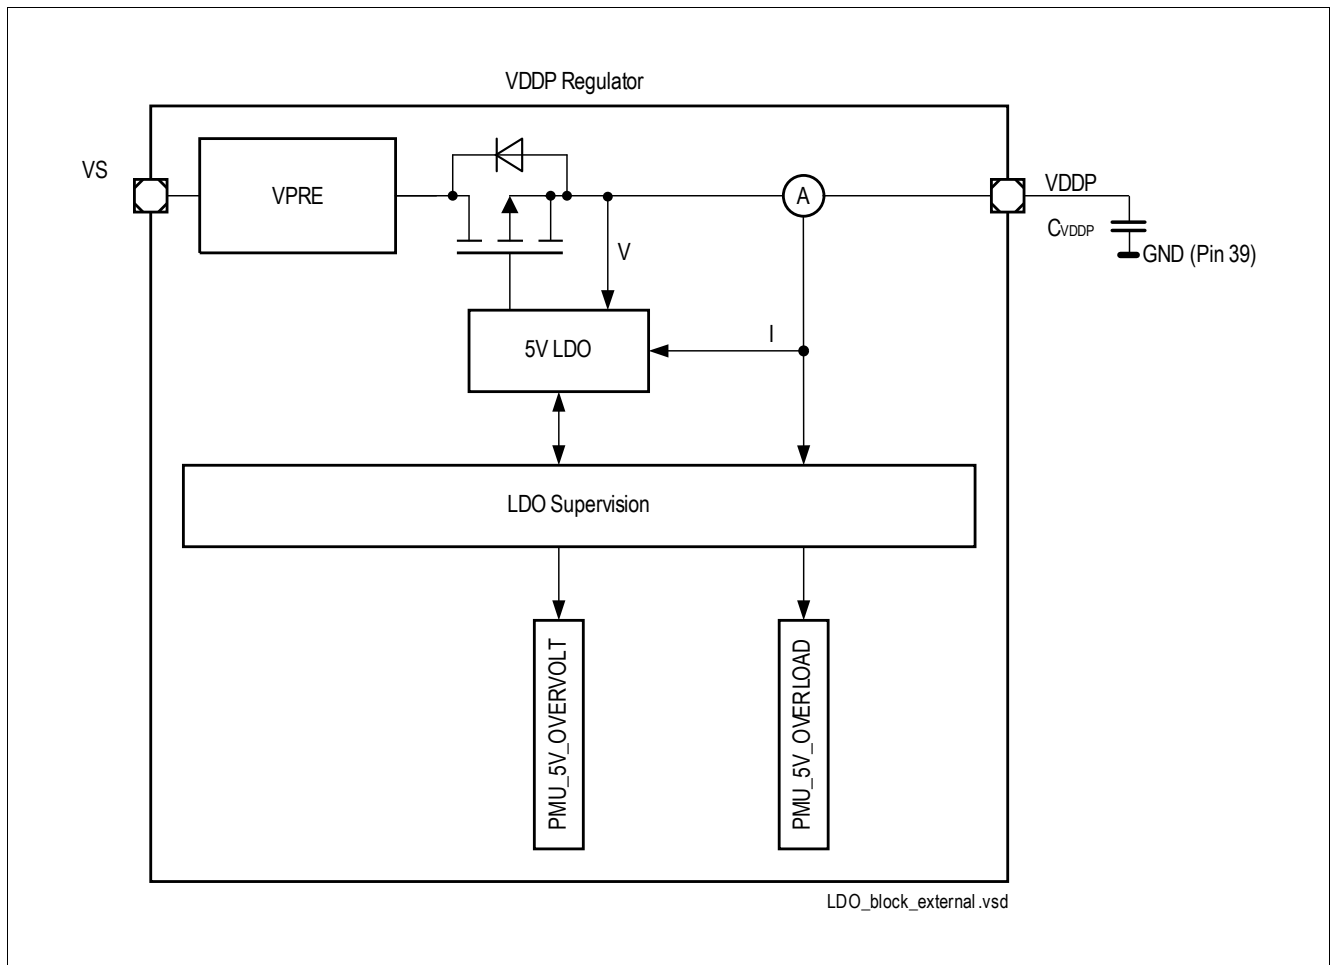 VDDP Regulator
VS
VPRE
VDDP
A
CVDDP
GND (Pin 39)
V
I
5V LDO
LDO Supervision
PMU_5V_OVERVOLT
PMU_5V_OVERLOAD
LDO_block_external.vsd